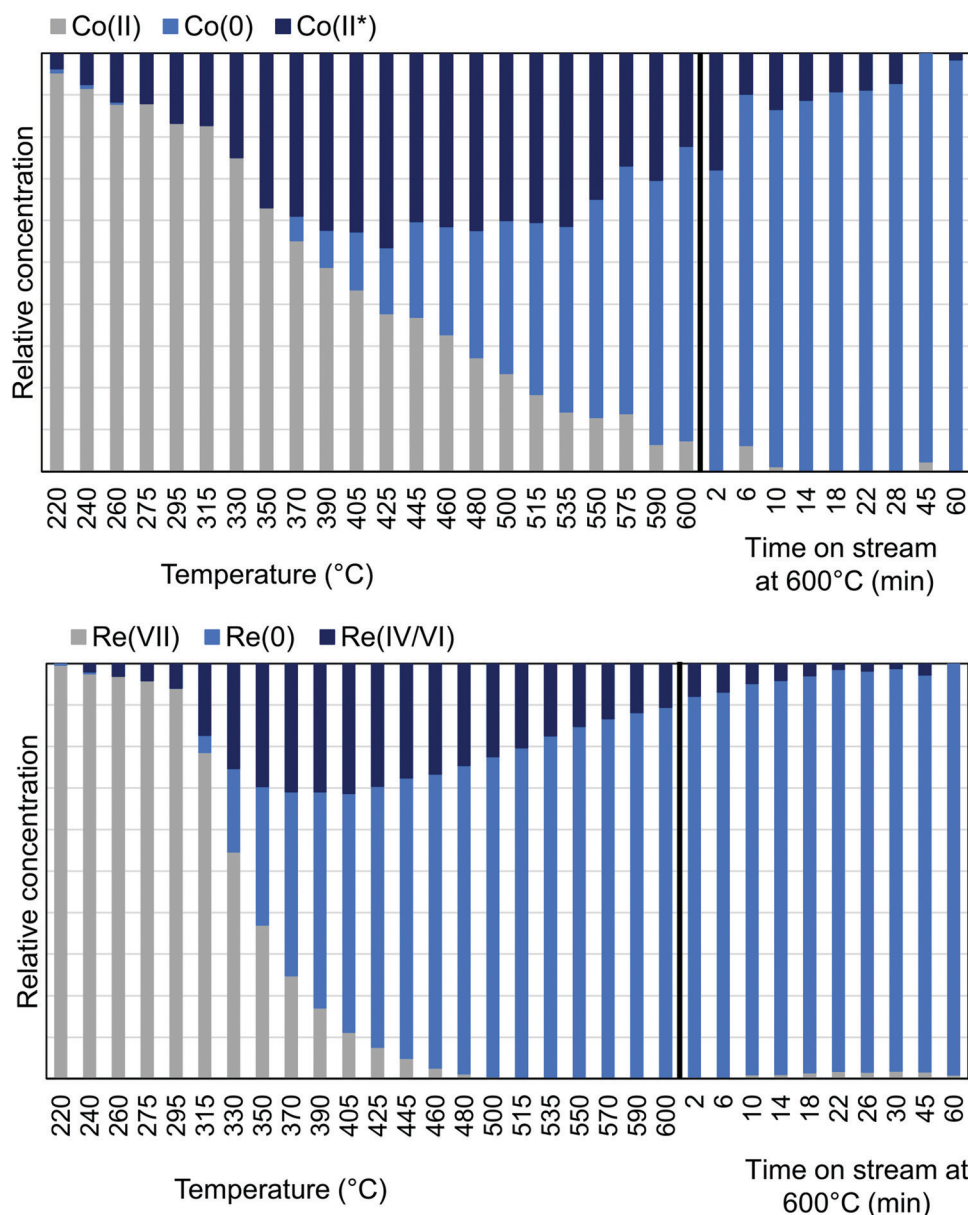 Co(II) Co(0) Co(II*)
Relative concentration
220 240 260 275 295 315 330 350 370 390 405 425 445 460 480 500 515 535 550 575 590 600 2 6 10 14 18 22 28 45 60
Temperature (°C)
Time on stream
at 600°C (min)
Re(VII) Re(0) Re(IV/VI)
Relative concentration
220 240 260 275 295 315 330 350 370 390 405 425 445 460 480 500 515 535 550 570 590 600 2 6 10 14 18 22 26 30 45 60
Temperature (°C)
Time on stream at
600°C (min)